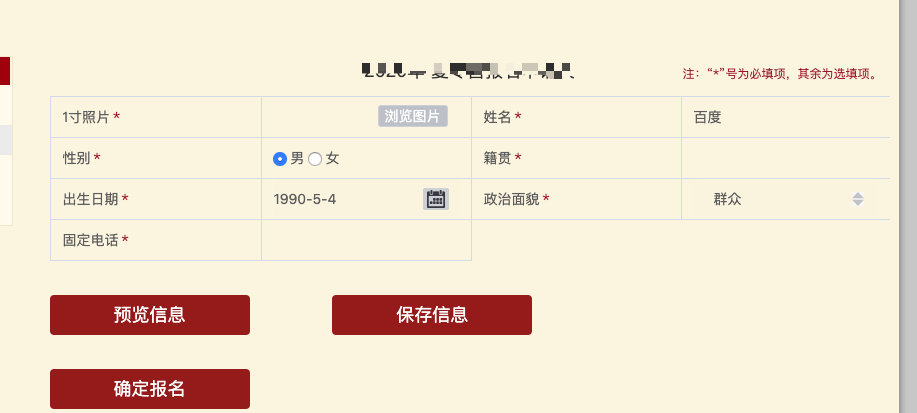 注：“*”号为必填项，其余为选填项。
1寸照片* 浏览图片 姓名* 百度
性别* 男 女 籍贯*
出生日期* 1990-5-4 政治面貌* 群众
固定电话*
预览信息 保存信息
确定报名